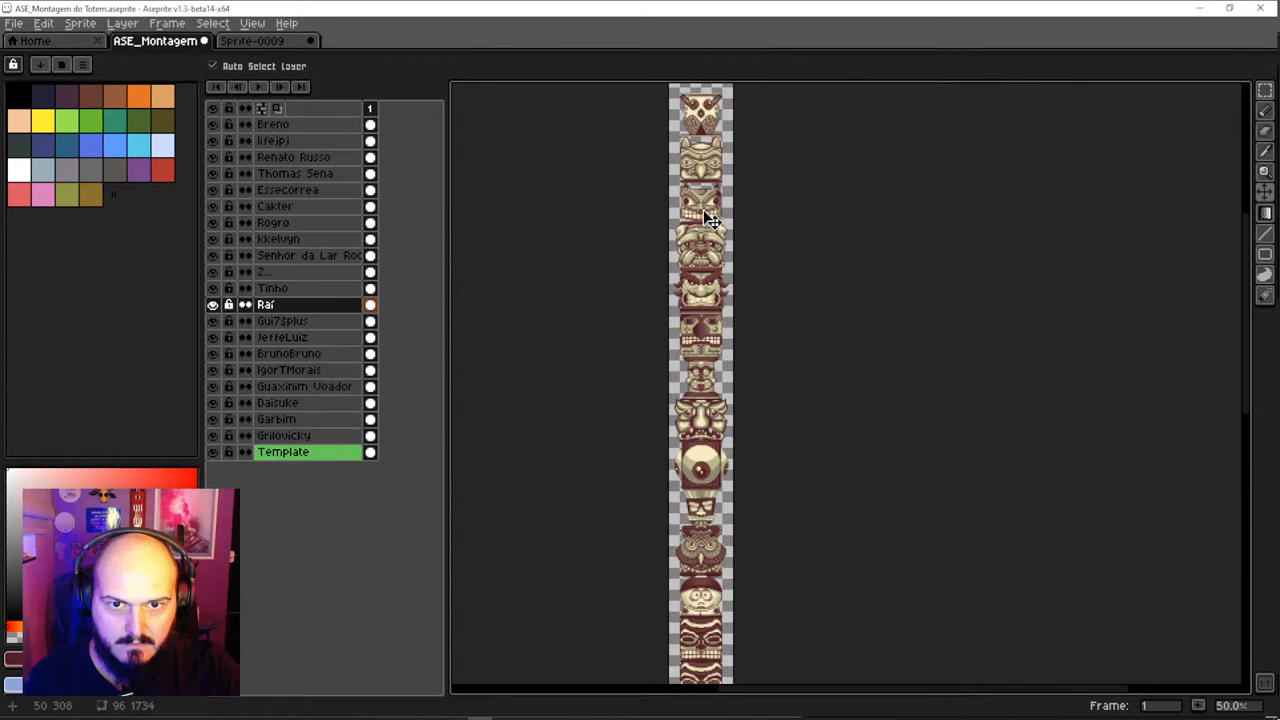 ASE_Montagem do Totem.aseprite - Aseprite v1.3-beta14-x64
File Edit Sprite Layer Frame Select View Help
Home ASE_Montagem Sprite-0009
Auto Select Layer
1
Breno
lifejpj
Renato Russo
Thomas Sena
Essecorrea
Cakter
Rogro
kkelvyn
Senhor da Lar Roc
Z...
Tinho
Raí
Gui7$plus
JeffeLuiz
BrunoBruno
IgorTMorais
Guaxinim Voador
Daisuke
Garbim
Grilovicky
Template
50 308 96 1734 Frame: 1 50.0%